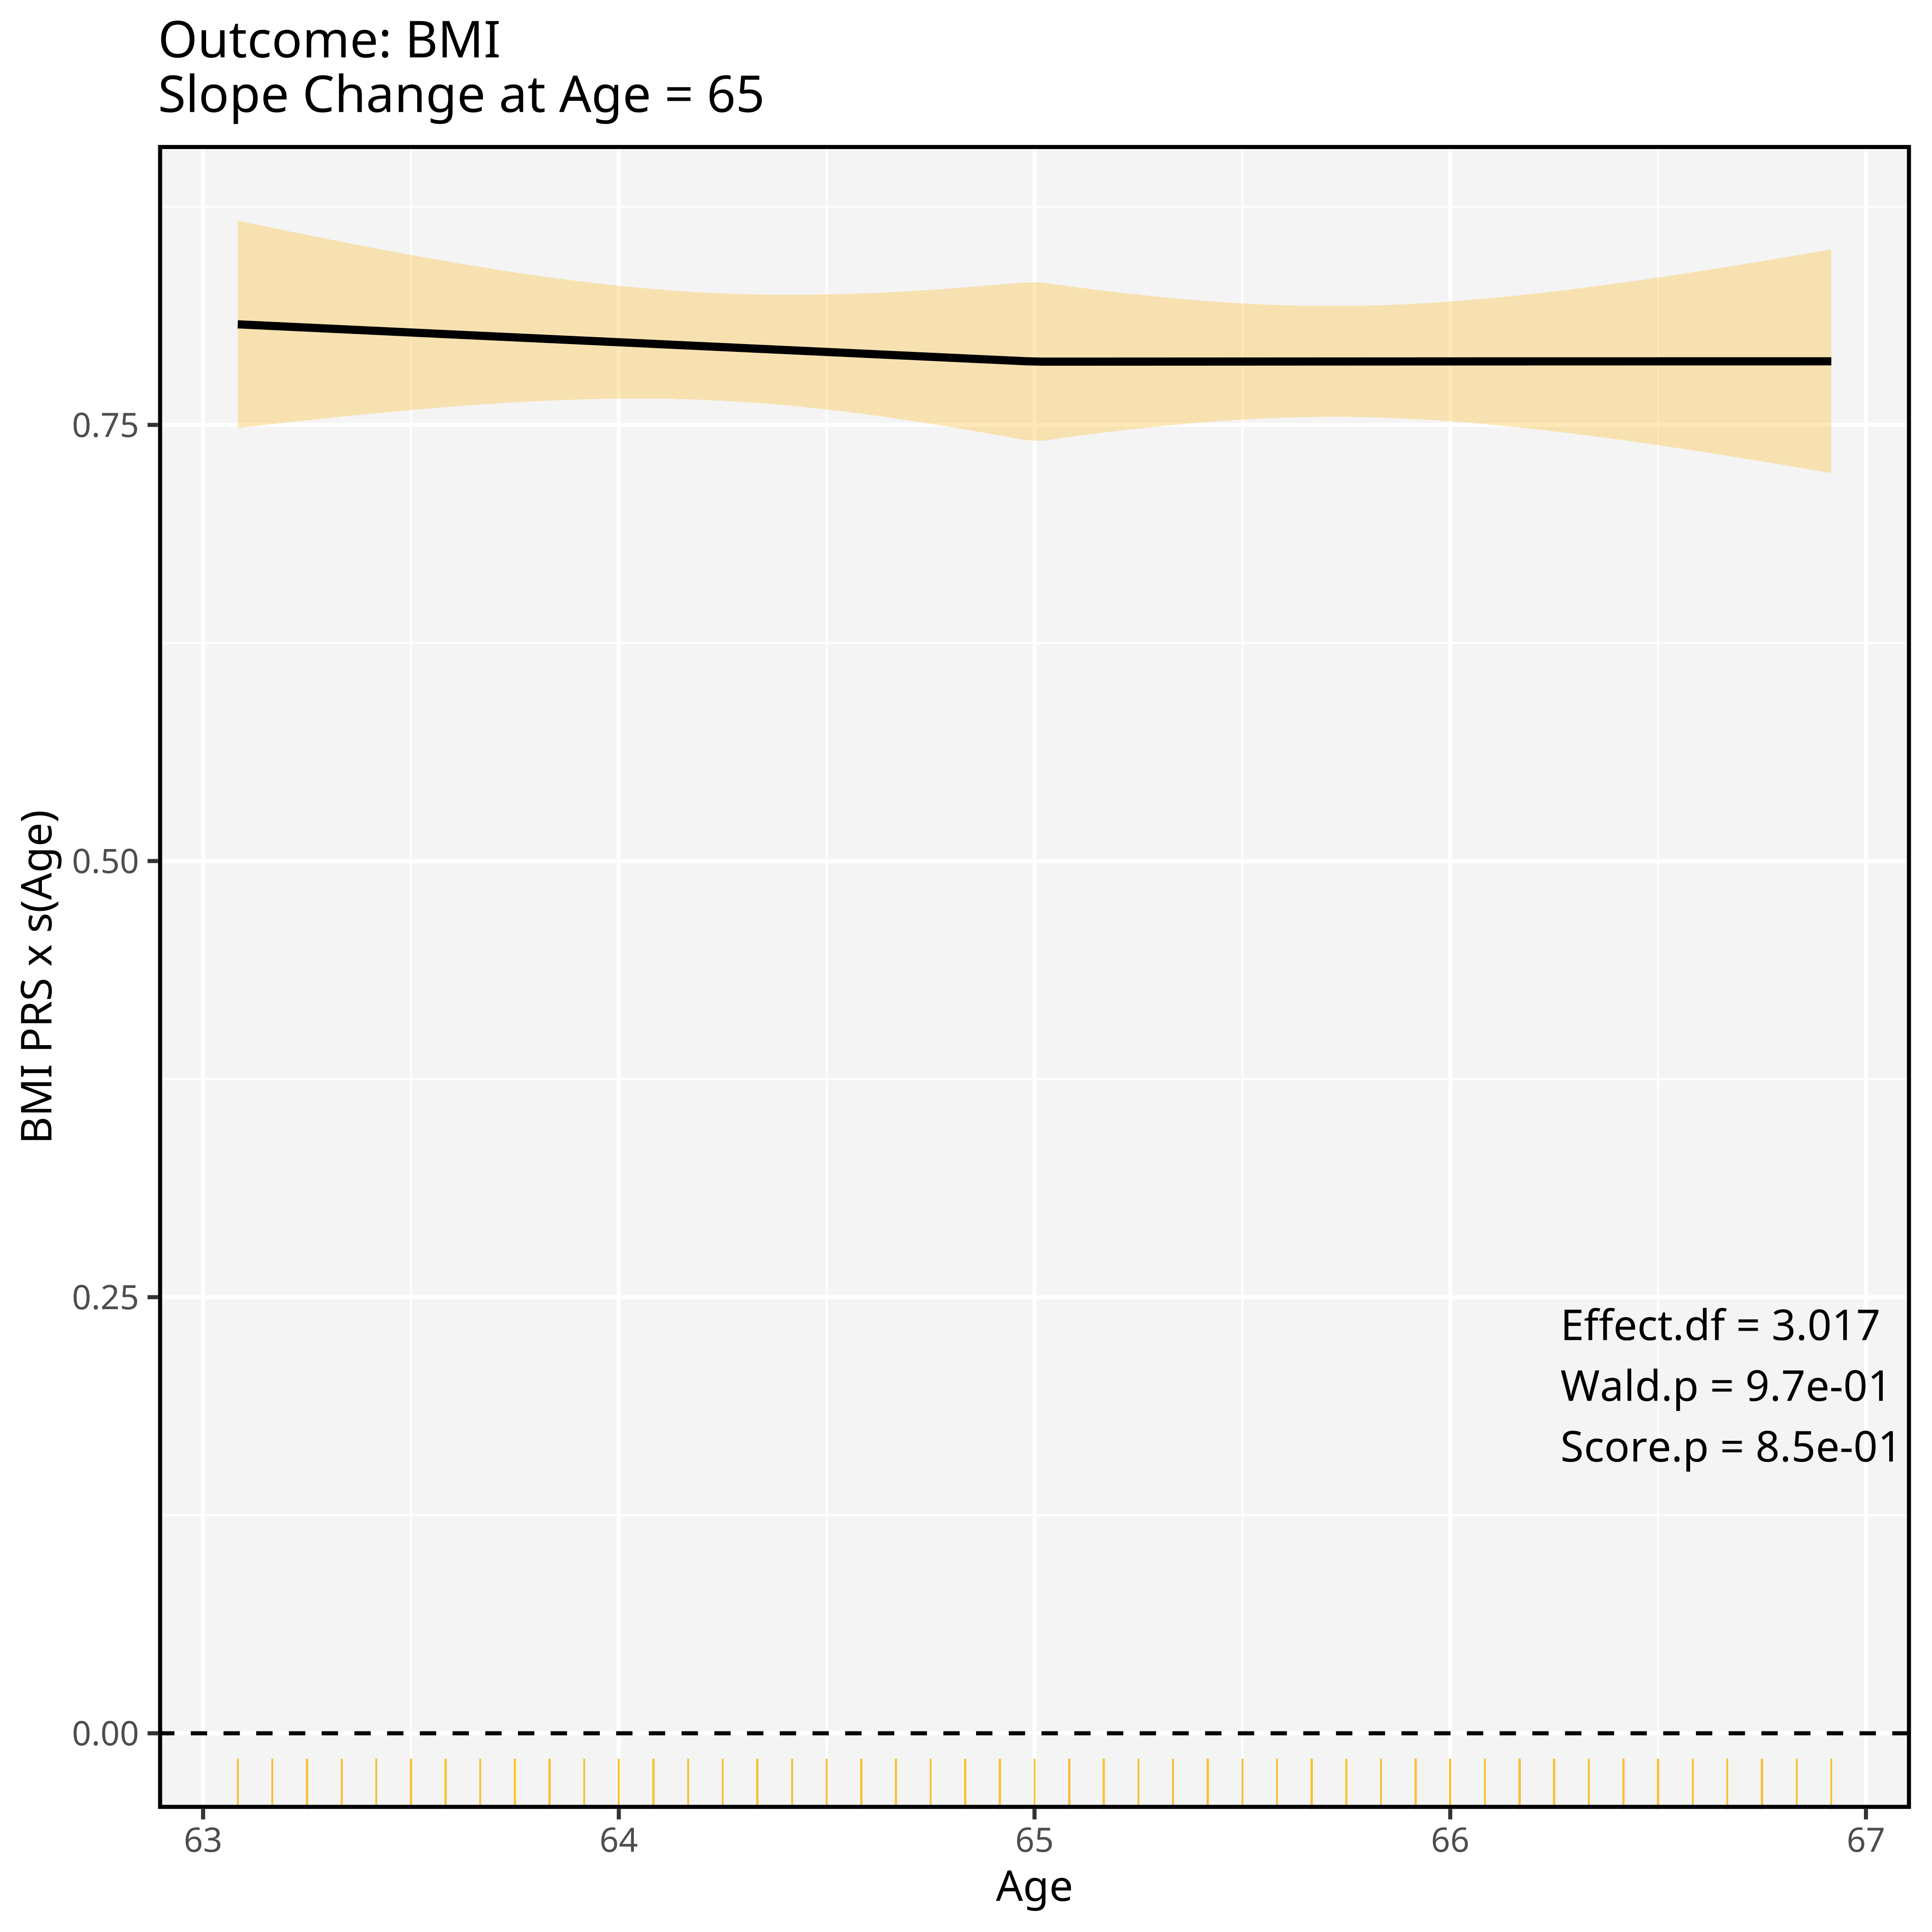 Outcome: BMI
Slope Change at Age = 65
BMI PRS x s(Age)
0.75
0.50
0.25
0.00
Effect.df = 3.017
Wald.p = 9.7e-01
Score.p = 8.5e-01
63 64 65 66 67
Age